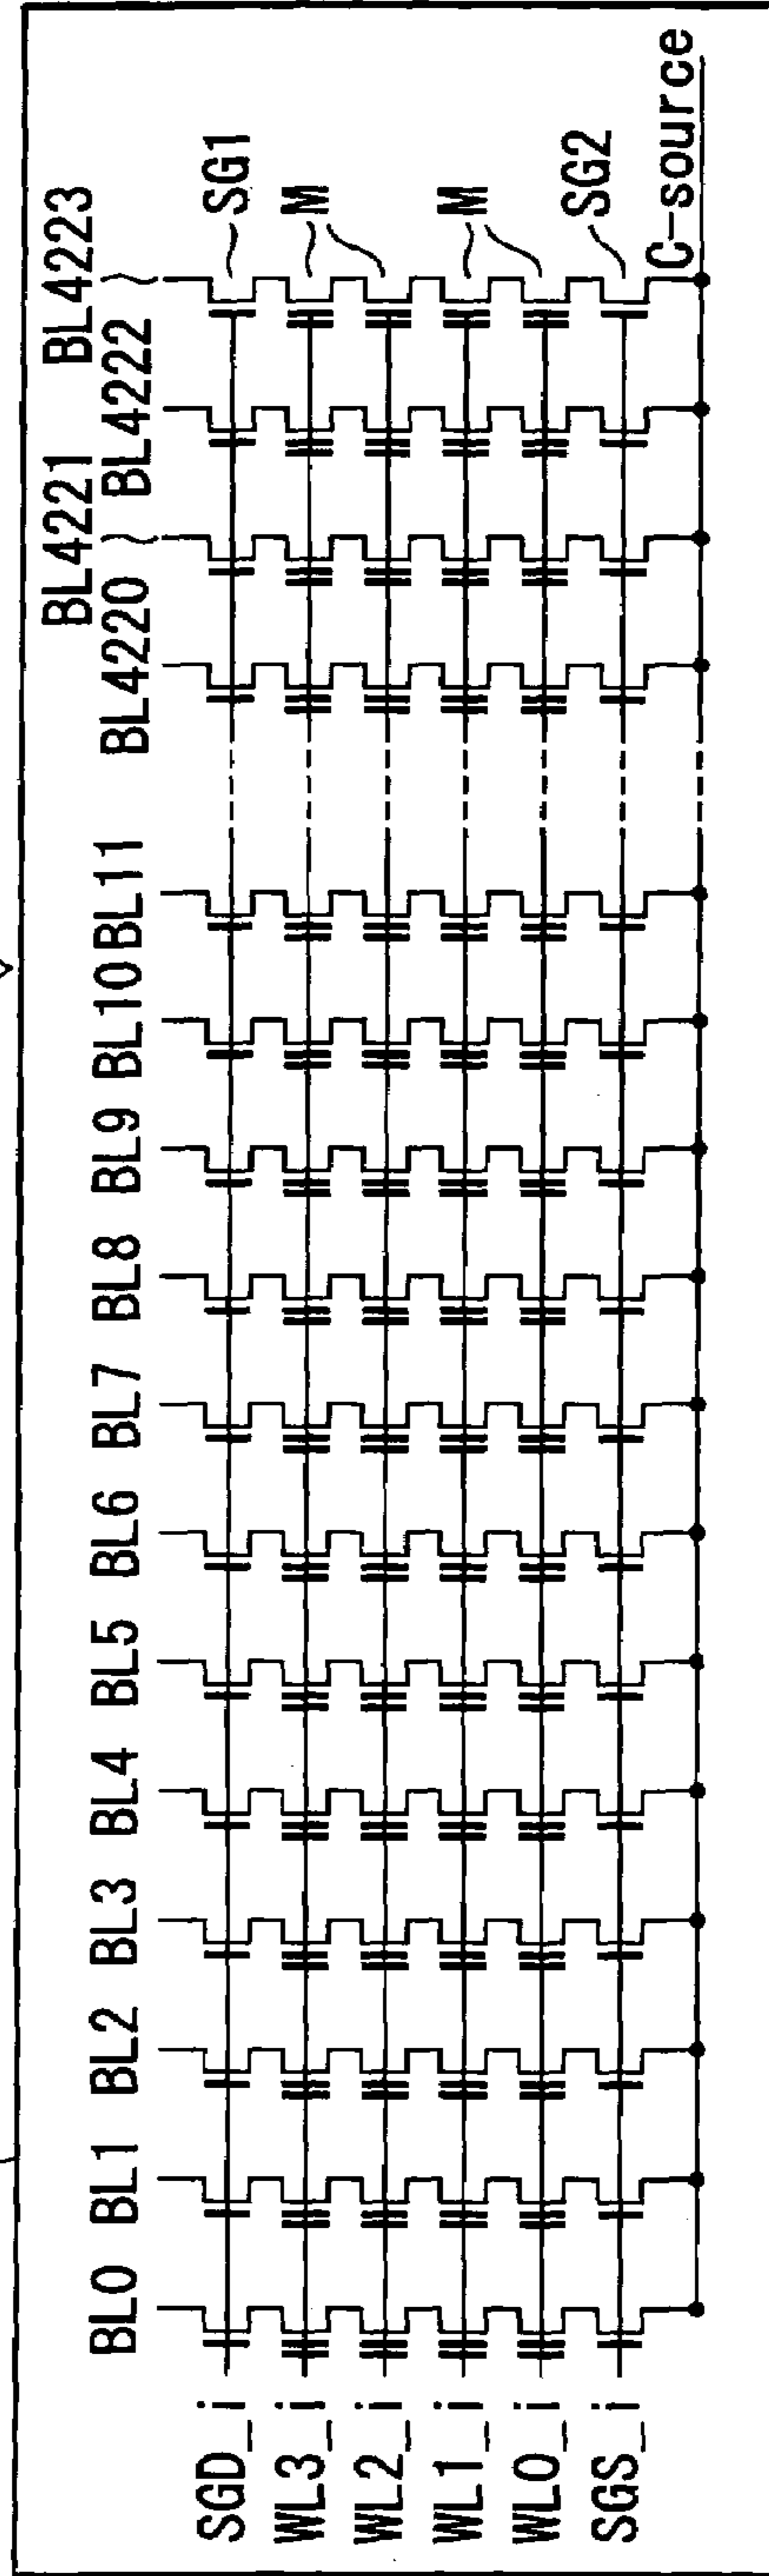 BL0 BL1 BL2 BL3 BL4 BL5 BL6 BL7 BL8 BL9 BL10 BL11 BL4220 BL4221 BL4222 BL4223
SGD_i
WL3_i
WL2_i
WL1_i
WL0_i
SGS_i
SG1
M
M
SG2
C-source